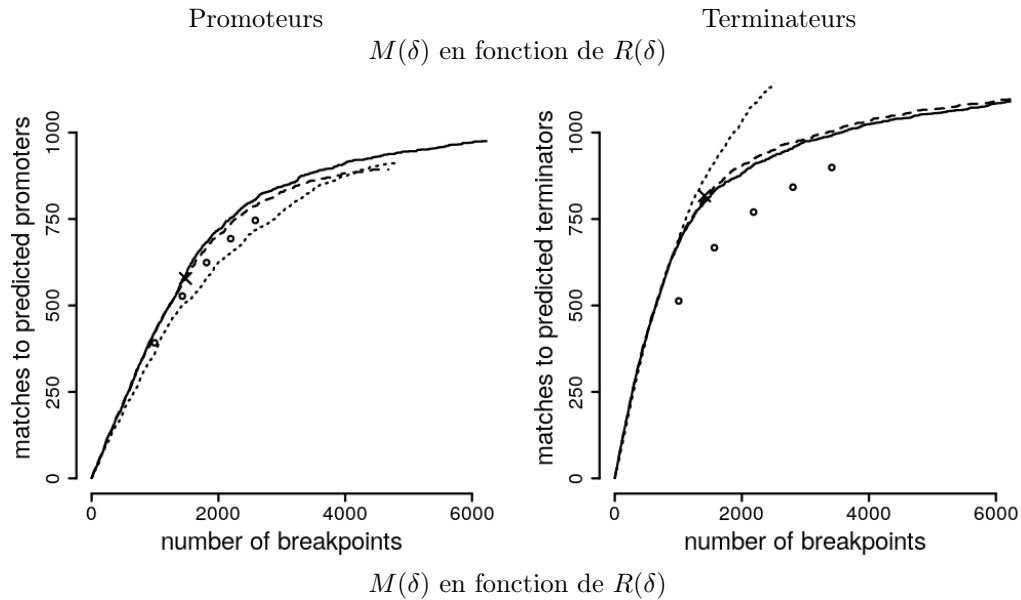 Promoteurs Terminateurs
M(δ) en fonction de R(δ)
matches to predicted promoters
0 250 500 750 1000
0 2000 4000 6000
number of breakpoints
matches to predicted terminators
0 250 500 750 1000
0 2000 4000 6000
number of breakpoints
M(δ) en fonction de R(δ)